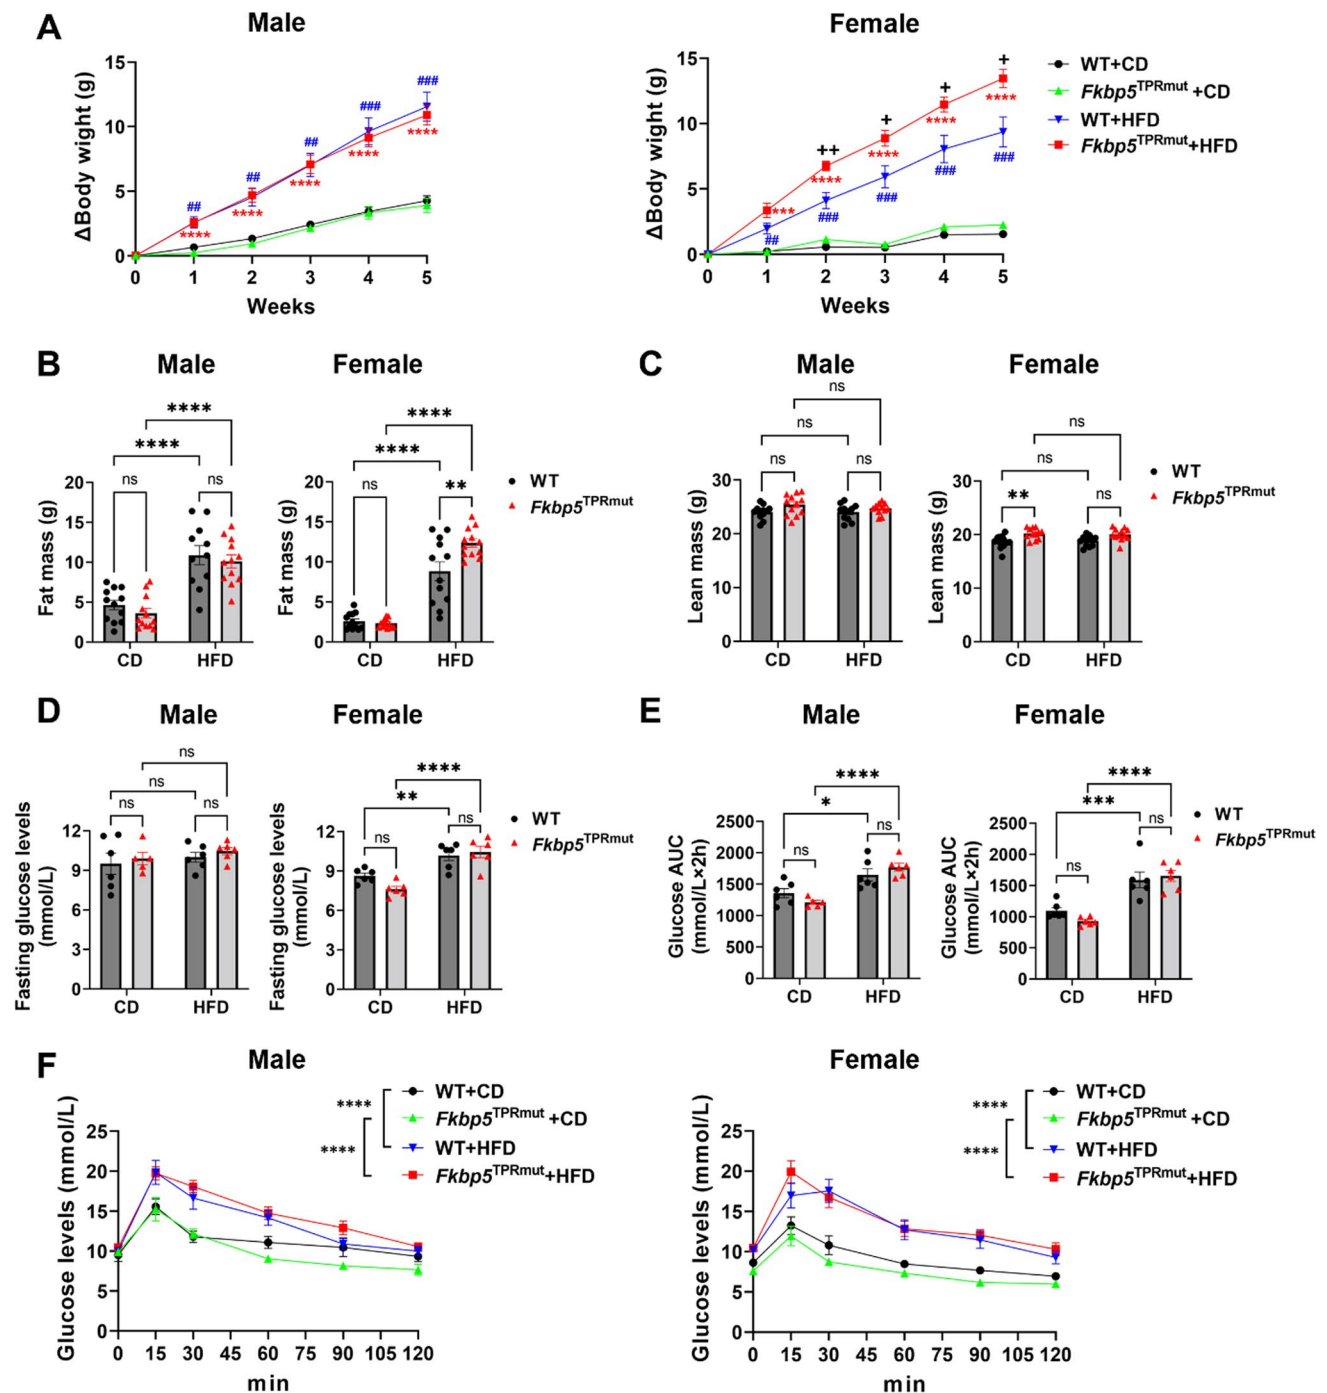 A
Male
Female
ΔBody wight (g)
15
10
5
0
##
##
##
###
###
****
****
****
****
****
0 1 2 3 4 5
Weeks
ΔBody wight (g)
15
10
5
0
++
+
+
+
***
****
****
****
****
##
###
###
###
###
0 1 2 3 4 5
Weeks
WT+CD
Fkbp5TPRmut +CD
WT+HFD
Fkbp5TPRmut+HFD
B
Male
Female
Fat mass (g)
20
15
10
5
0
****
****
ns
ns
CD HFD
Fat mass (g)
20
15
10
5
0
****
****
ns
**
CD HFD
WT
Fkbp5TPRmut
C
Male
Female
Lean mass (g)
30
20
10
0
ns
ns
ns
ns
CD HFD
Lean mass (g)
30
20
10
0
ns
ns
**
ns
CD HFD
WT
Fkbp5TPRmut
D
Male
Female
Fasting glucose levels
(mmol/L)
12
9
6
3
0
ns
ns
ns
ns
CD HFD
Fasting glucose levels
(mmol/L)
12
9
6
3
0
****
**
ns
ns
CD HFD
WT
Fkbp5TPRmut
E
Male
Female
Glucose AUC
(mmol/L×2h)
2500
2000
1500
1000
500
0
****
*
ns
ns
CD HFD
Glucose AUC
(mmol/L×2h)
2500
2000
1500
1000
500
0
****
***
ns
ns
CD HFD
WT
Fkbp5TPRmut
F
Male
Female
Glucose levels (mmol/L)
25
20
15
10
5
0
0 15 30 45 60 75 90 105 120
min
****
****
WT+CD
Fkbp5TPRmut +CD
WT+HFD
Fkbp5TPRmut+HFD
Glucose levels (mmol/L)
25
20
15
10
5
0
0 15 30 45 60 75 90 105 120
min
****
****
WT+CD
Fkbp5TPRmut +CD
WT+HFD
Fkbp5TPRmut+HFD